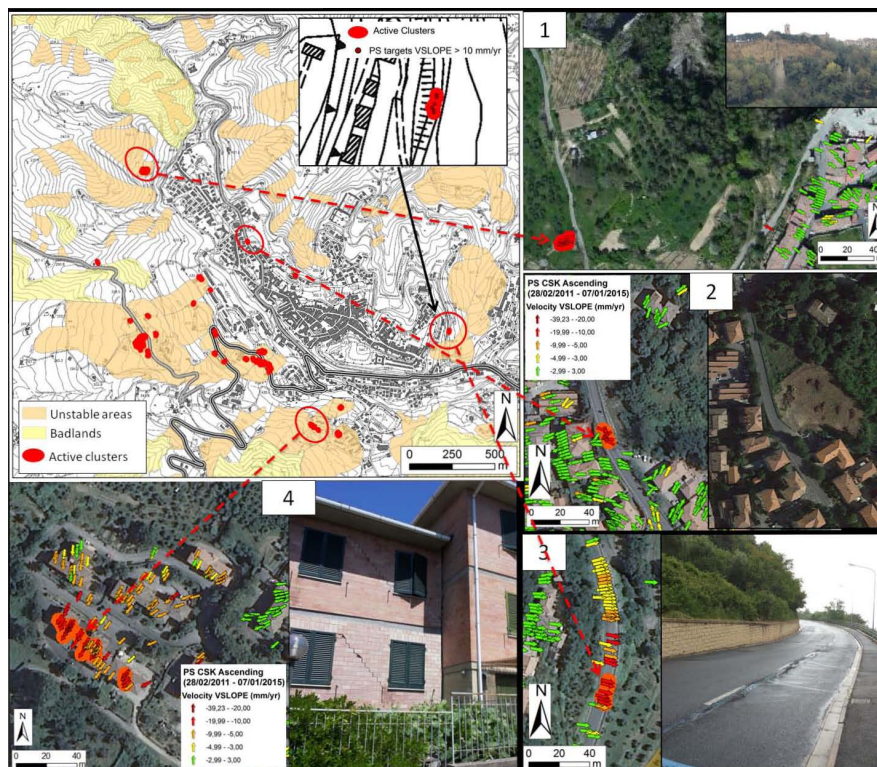 Active Clusters
PS targets VSLOPE > 10 mm/yr
Unstable areas
Badlands
Active clusters
N
0 250 500
m
1
N
0 20 40
m
2
PS CSK Ascending
(28/02/2011 - 07/01/2015)
Velocity VSLOPE (mm/yr)
-39,23 - -20,00
-19,99 - -10,00
-9,99 - -5,00
-4,99 - -3,00
-2,99 - 3,00
N
0 20 40
m
3
N
0 20 40
m
4
PS CSK Ascending
(28/02/2011 - 07/01/2015)
Velocity VSLOPE (mm/yr)
-39,23 - -20,00
-19,99 - -10,00
-9,99 - -5,00
-4,99 - -3,00
-2,99 - 3,00
N
0 20 40
m